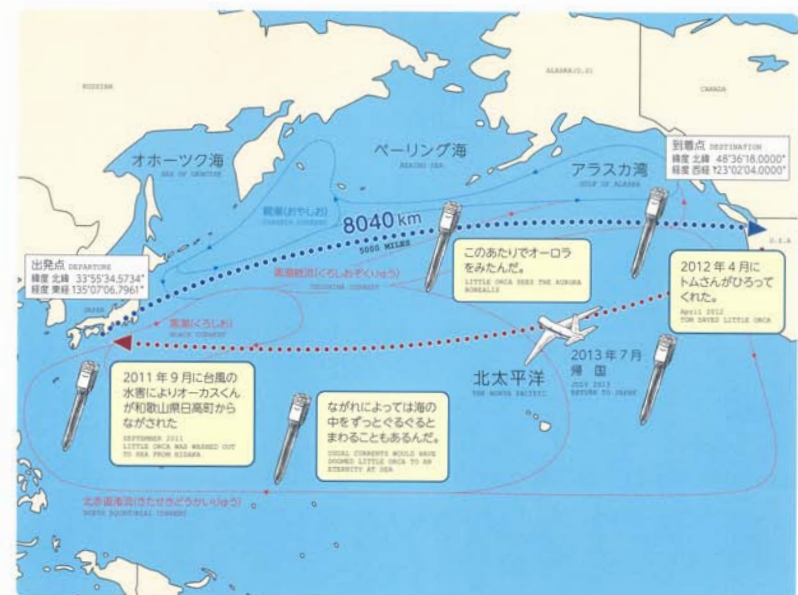 RUSSIAN
ALASKA(U.S)
CANADA
オホーツク海
SEA OF OKHOTSK
ベーリング海
BERING SEA
アラスカ湾
GULF OF ALASKA
到着点 DESTINATION
緯度 北緯 48°36'18.0000"
経度 西経 123°02'04.0000"
U.S.A
親潮(おやしお)
8040 km
5000 MILES
出発点 DEPARTURE
緯度 北緯 33°55'34.5734"
経度 東経 135°07'06.7961"
JAPAN
黒潮続流(くろしおぞくりゅう)
黒潮(くろしお)
このあたりでオーロラ
をみたんだ。
LITTLE ORCA SEES THE AURORA
BOREALIS
2012年4月に
トムさんがひろって
くれた。
April 2012
TOM SAVED LITTLE ORCA
2011年9月に台風の
水害によりオーカスくん
が和歌山県日高町から
ながされた
SEPTEMBER 2011
LITTLE ORCA WAS WASHED OUT
TO SEA FROM HIDAKA
ながれによっては海の
中をずっとぐるぐると
まわることもあるんだ。
USUAL CURRENTS WOULD HAVE
DOOMED LITTLE ORCA TO AN
ETERNITY AT SEA
北太平洋
THE NORTH PACIFIC
2013年7月
帰国
JULY 2013
RETURN TO JAPAN
北赤道海流(きたせきどうかいりゅう)
NORTH EQUATORIAL CURRENT